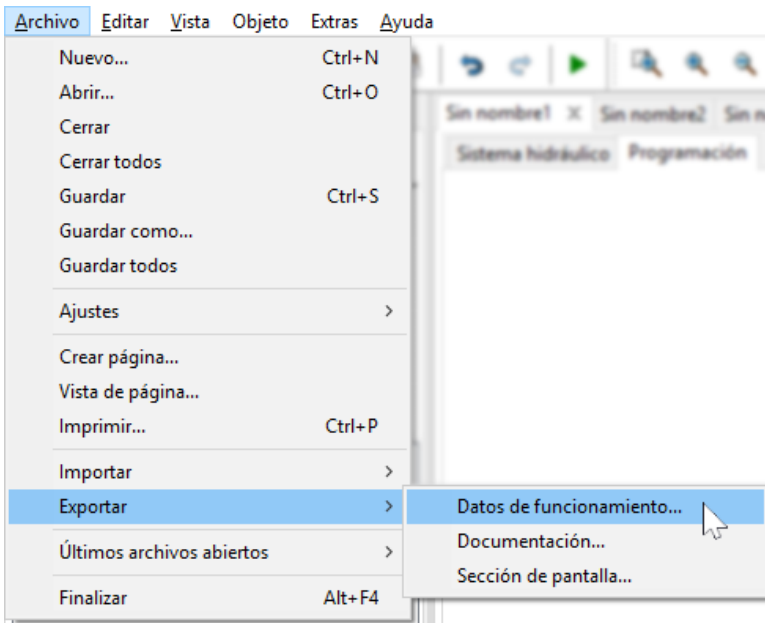 Archivo Editar Vista Objeto Extras Ayuda
Nuevo... Ctrl+N
Abrir... Ctrl+O
Cerrar
Cerrar todos
Guardar Ctrl+S
Guardar como...
Guardar todos
Ajustes >
Crear página...
Vista de página...
Imprimir... Ctrl+P
Importar >
Exportar >
Últimos archivos abiertos >
Finalizar Alt+F4
Sin nombre1 X Sin nombre2 Sin
Sistema hidráulico Programación
Datos de funcionamiento...
Documentación...
Sección de pantalla...